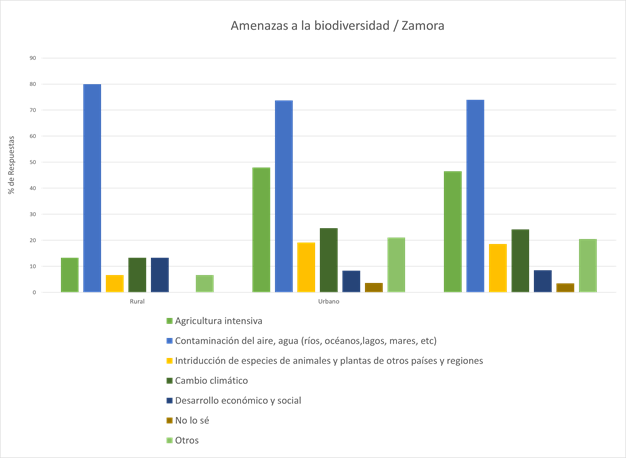 Amenazas a la biodiversidad / Zamora
90
80
70
60
50
40
30
20
10
0
% de Respuestas
Rural
Urbano
Agricultura intensiva
Contaminación del aire, agua (ríos, océanos,lagos, mares, etc)
Intriducción de especies de animales y plantas de otros países y regiones
Cambio climático
Desarrollo económico y social
No lo sé
Otros